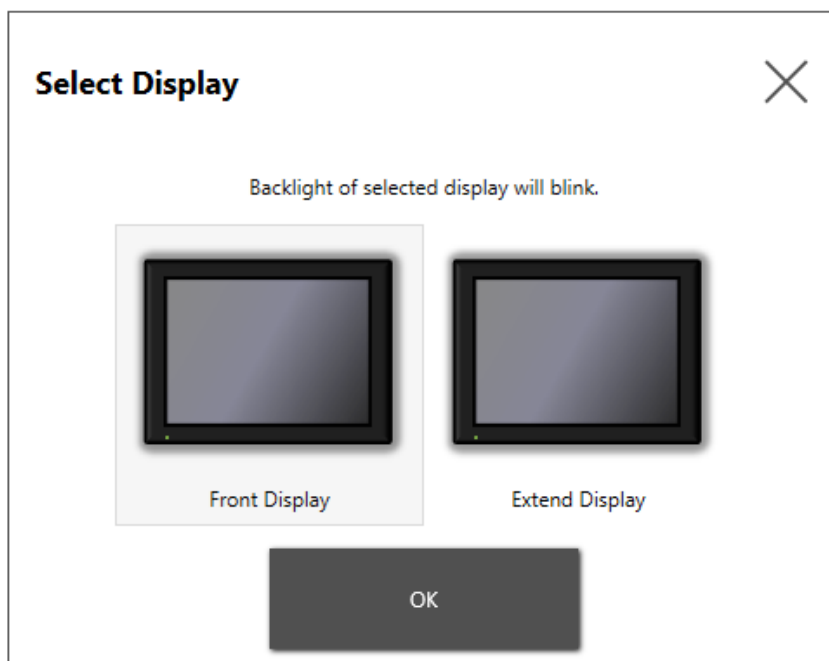 Select Display
Backlight of selected display will blink.
Front Display
Extend Display
OK